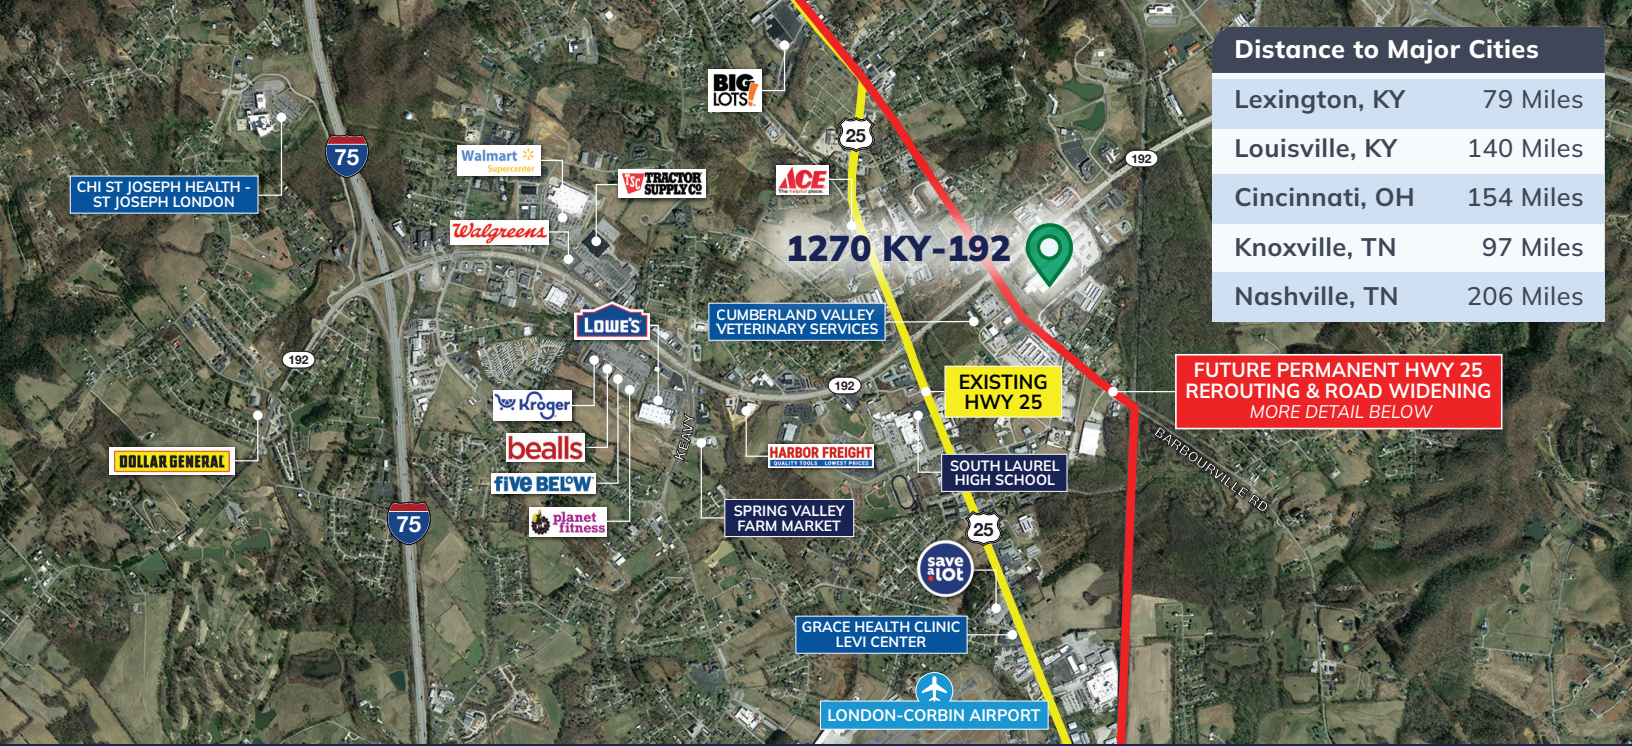 Distance to Major Cities
Lexington, KY 79 Miles
Louisville, KY 140 Miles
Cincinnati, OH 154 Miles
Knoxville, TN 97 Miles
Nashville, TN 206 Miles
BIG
LOTS!
25
75
192
Walmart
Supercenter
TSC TRACTOR
SUPPLY CO
ACE
The helpful place.
CHI ST JOSEPH HEALTH -
ST JOSEPH LONDON
Walgreens
1270 KY-192
LOWE'S
CUMBERLAND VALLEY
VETERINARY SERVICES
192
192
EXISTING
HWY 25
FUTURE PERMANENT HWY 25
REROUTING & ROAD WIDENING
MORE DETAIL BELOW
Kroger
KEAVY
BARBOURVILLE RD
bealls
HARBOR FREIGHT
QUALITY TOOLS LOWEST PRICES
DOLLAR GENERAL
SOUTH LAUREL
HIGH SCHOOL
five BELOW
SPRING VALLEY
FARM MARKET
planet
fitness
75
25
save
a
lot
GRACE HEALTH CLINIC
LEVI CENTER
LONDON-CORBIN AIRPORT